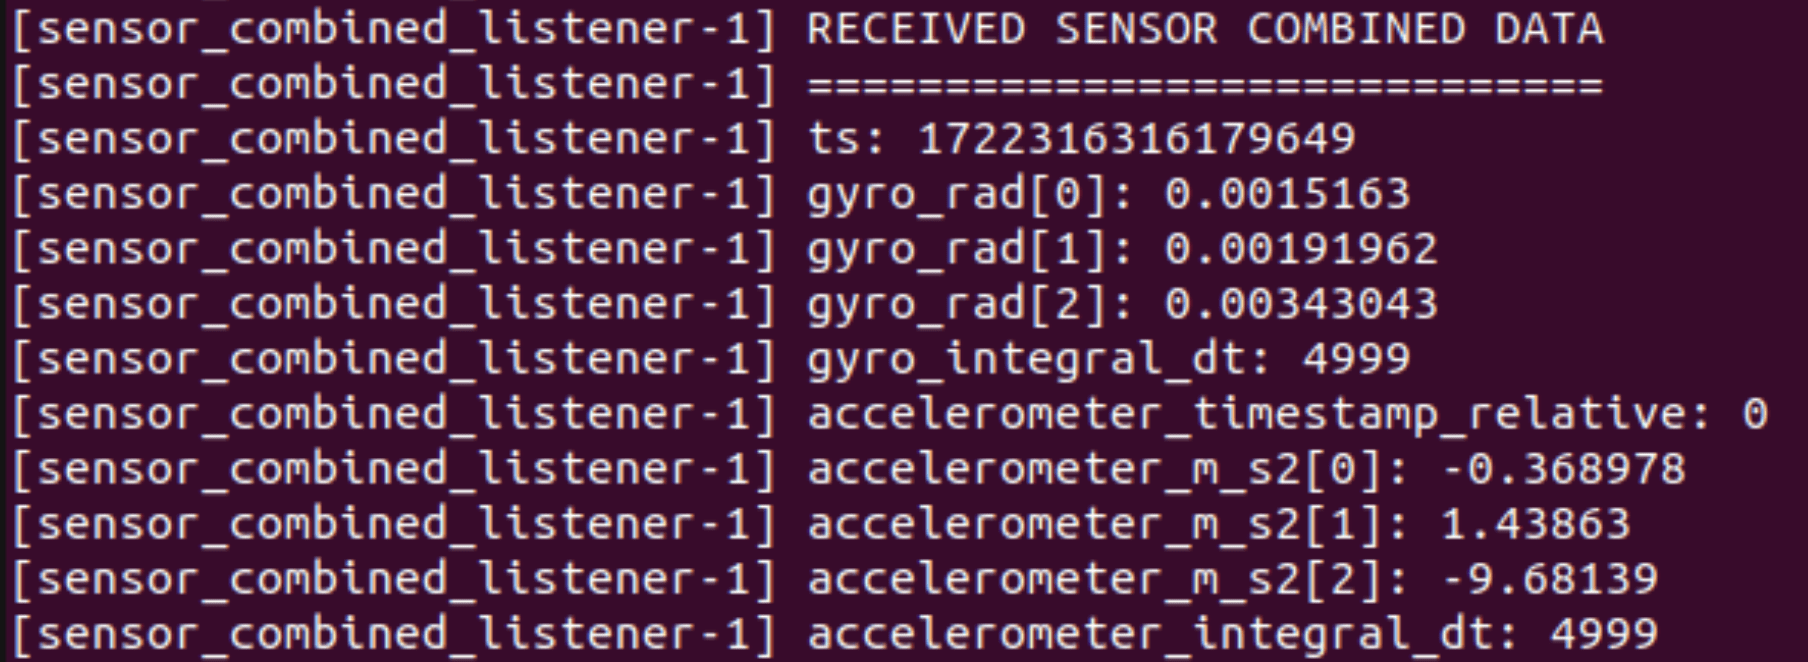 [sensor_combined_listener-1] RECEIVED SENSOR COMBINED DATA
[sensor_combined_listener-1] =============================
[sensor_combined_listener-1] ts: 1722316316179649
[sensor_combined_listener-1] gyro_rad[0]: 0.0015163
[sensor_combined_listener-1] gyro_rad[1]: 0.00191962
[sensor_combined_listener-1] gyro_rad[2]: 0.00343043
[sensor_combined_listener-1] gyro_integral_dt: 4999
[sensor_combined_listener-1] accelerometer_timestamp_relative: 0
[sensor_combined_listener-1] accelerometer_m_s2[0]: -0.368978
[sensor_combined_listener-1] accelerometer_m_s2[1]: 1.43863
[sensor_combined_listener-1] accelerometer_m_s2[2]: -9.68139
[sensor_combined_listener-1] accelerometer_integral_dt: 4999